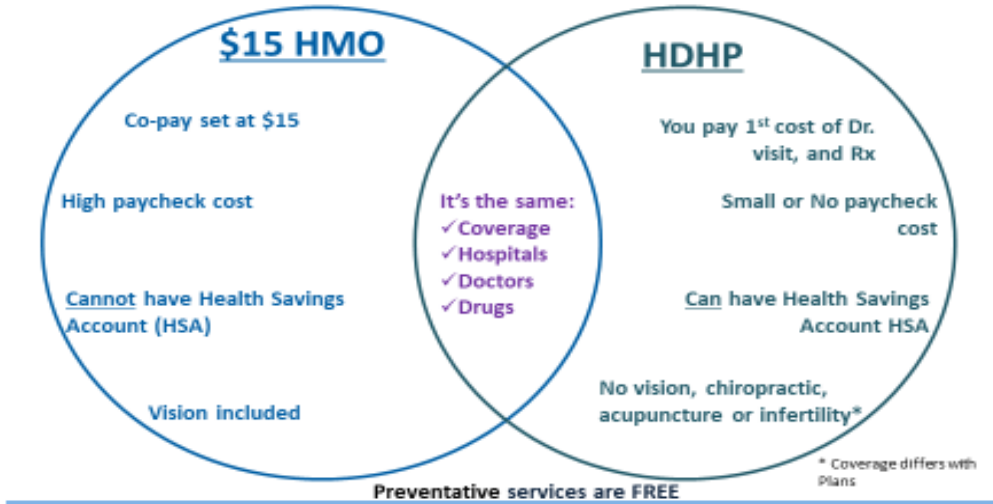 $15 HMO
Co-pay set at $15
High paycheck cost
Cannot have Health Savings
Account (HSA)
Vision included
It's the same:
✓Coverage
✓Hospitals
✓Doctors
✓Drugs
HDHP
You pay 1st cost of Dr.
visit, and Rx
Small or No paycheck
cost
Can have Health Savings
Account HSA
No vision, chiropractic,
acupuncture or infertility*
* Coverage differs with
Plans
Preventative services are FREE